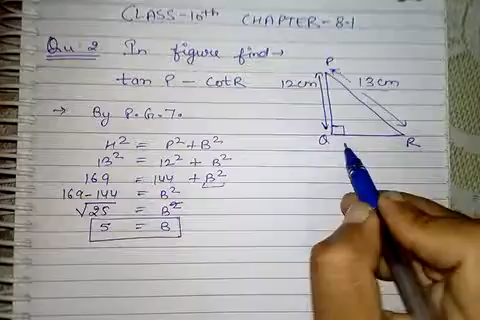 CLASS-10th CHAPTER-8.1
Qu. 2 In figure find→
tan P - cot R
P
12cm 13cm
Q R
→ By P.G.T.
H² = P² + B²
13² = 12² + B²
169 = 144 + B²
169-144 = B²
√25 = B²
5 = B